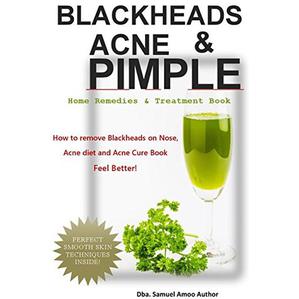 BLACKHEADS
ACNE &
PIMPLE
Home Remedies & Treatment Book
How to remove Blackheads on Nose,
Acne diet and Acne Cure Book
Feel Better!
PERFECT
SMOOTH SKIN
TECHNIQUES
INSIDE!
Dba. Samuel Amoo Author